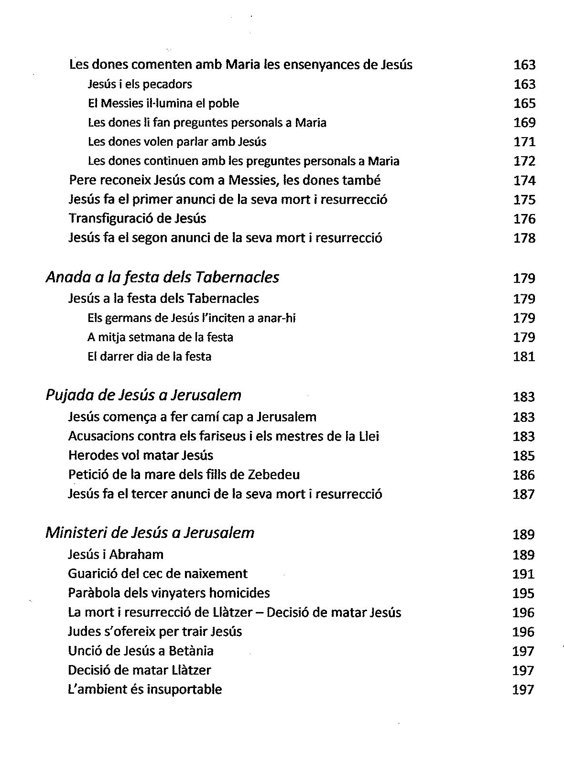 Les dones comenten amb Maria les ensenyances de Jesús 163
Jesús i els pecadors 163
El Messies il·lumina el poble 165
Les dones li fan preguntes personals a Maria 169
Les dones volen parlar amb Jesús 171
Les dones continuen amb les preguntes personals a Maria 172
Pere reconeix Jesús com a Messies, les dones també 174
Jesús fa el primer anunci de la seva mort i resurrecció 175
Transfiguració de Jesús 176
Jesús fa el segon anunci de la seva mort i resurrecció 178
Anada a la festa dels Tabernacles 179
Jesús a la festa dels Tabernacles 179
Els germans de Jesús l'inciten a anar-hi 179
A mitja setmana de la festa 179
El darrer dia de la festa 181
Pujada de Jesús a Jerusalem 183
Jesús comença a fer camí cap a Jerusalem 183
Acusacions contra els fariseus i els mestres de la Llei 183
Herodes vol matar Jesús 185
Petició de la mare dels fills de Zebedeu 186
Jesús fa el tercer anunci de la seva mort i resurrecció 187
Ministeri de Jesús a Jerusalem 189
Jesús i Abraham 189
Guarició del cec de naixement 191
Paràbola dels vinyaters homicides 195
La mort i resurrecció de Llàtzer – Decisió de matar Jesús 196
Judes s'ofereix per trair Jesús 196
Unció de Jesús a Betània 197
Decisió de matar Llàtzer 197
L'ambient és insuportable 197